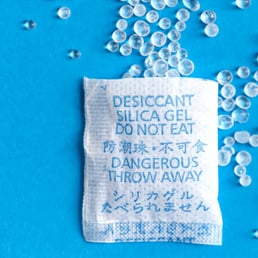 DESICCANT
SILICA GEL
DO NOT EAT
防潮珠·不可食
DANGEROUS
THROW AWAY
シリカゲル
たべられません